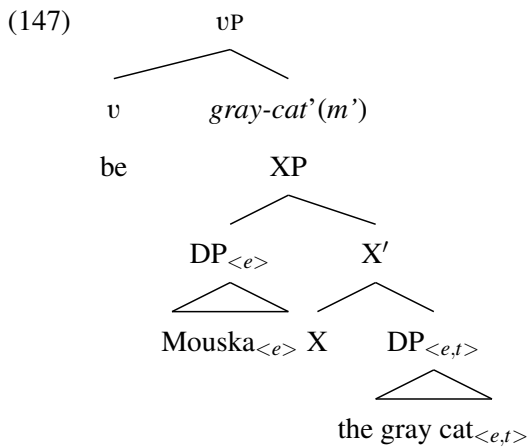 (147) υP
υ gray-cat’(m’)
be XP
DP<e> X′
Mouska<e> X DP<e,t>
the gray cat<e,t>